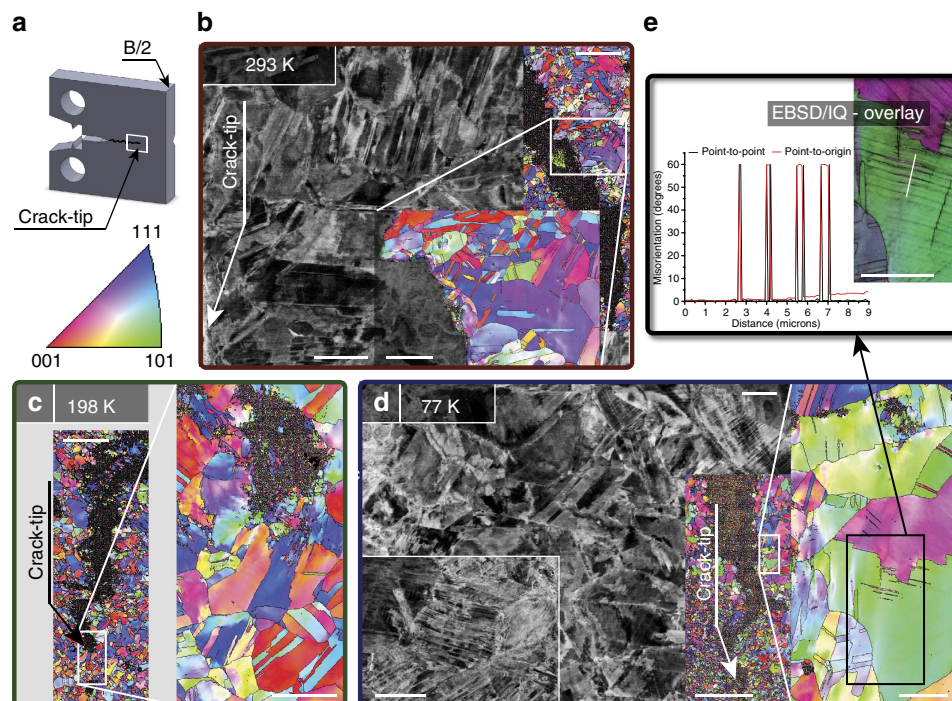 a
B/2
Crack-tip
111
001
101
b
293 K
Crack-tip
e
EBSD/IQ - overlay
Point-to-point
Point-to-origin
Misorientation (degrees)
60
50
40
30
20
10
0
0 1 2 3 4 5 6 7 8 9
Distance (microns)
c
198 K
Crack-tip
d
77 K
Crack-tip